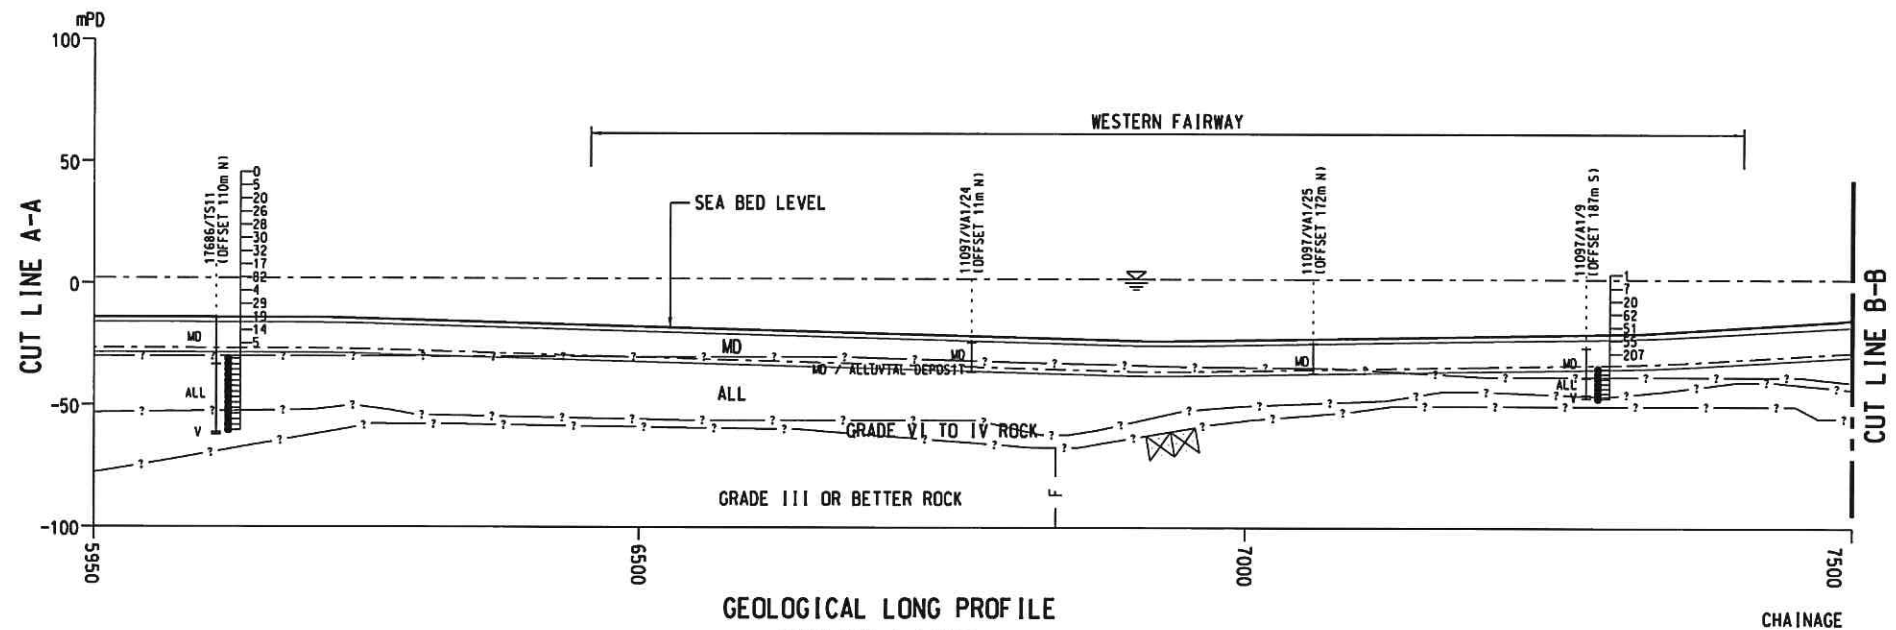 mPD
100
50
0
-50
-100
CUT LINE A-A
17686/TS11
(OFFSET 110m N)
0
5
20
26
28
30
32
17
82
4
29
19
14
5
WESTERN FAIRWAY
SEA BED LEVEL
11097/VA1/24
(OFFSET 11m N)
11097/VA1/25
(OFFSET 172m N)
11097/A1/9
(OFFSET 187m S)
1
7
20
62
51
55
207
MD
MD
MD
MD
MD
MD / ALLUVIAL DEPOSIT
ALL
ALL
ALL
V
V
GRADE VI TO IV ROCK
GRADE III OR BETTER ROCK
F
CUT LINE B-B
5950
6500
7000
7500
GEOLOGICAL LONG PROFILE
CHAINAGE